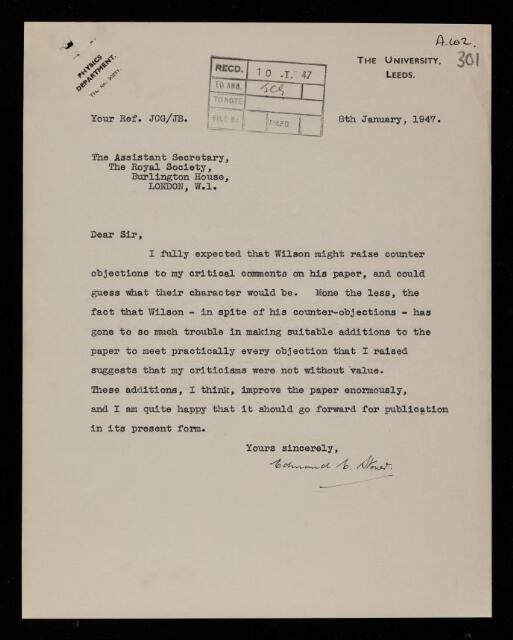 A.602.
301
PHYSICS
DEPARTMENT.
THE UNIVERSITY,
LEEDS.
RECD. 10 .I. 47
TO ANS.
TO NOTE
FILE No. FILED
Your Ref. JCG/JB.
8th January, 1947.
The Assistant Secretary,
The Royal Society,
Burlington House,
LONDON, W.1.
Dear Sir,
I fully expected that Wilson might raise counter
objections to my critical comments on his paper, and could
guess what their character would be. None the less, the
fact that Wilson - in spite of his counter-objections - has
gone to so much trouble in making suitable additions to the
paper to meet practically every objection that I raised
suggests that my criticisms were not without value.
These additions, I think, improve the paper enormously,
and I am quite happy that it should go forward for publication
in its present form.
Yours sincerely,
Edmund C. Stoner.